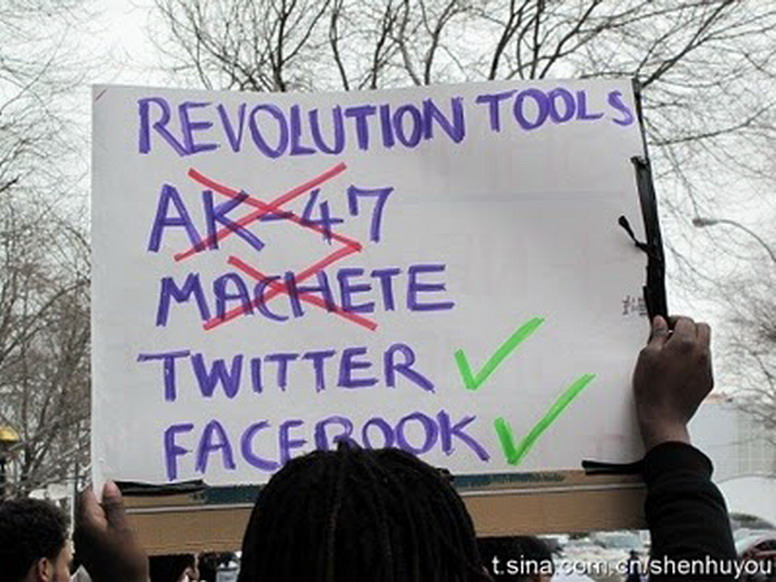 REVOLUTION TOOLS
AK-47
MACHETE
TWITTER
FACEBOOK
t.sina.com.cn/shenhuyou